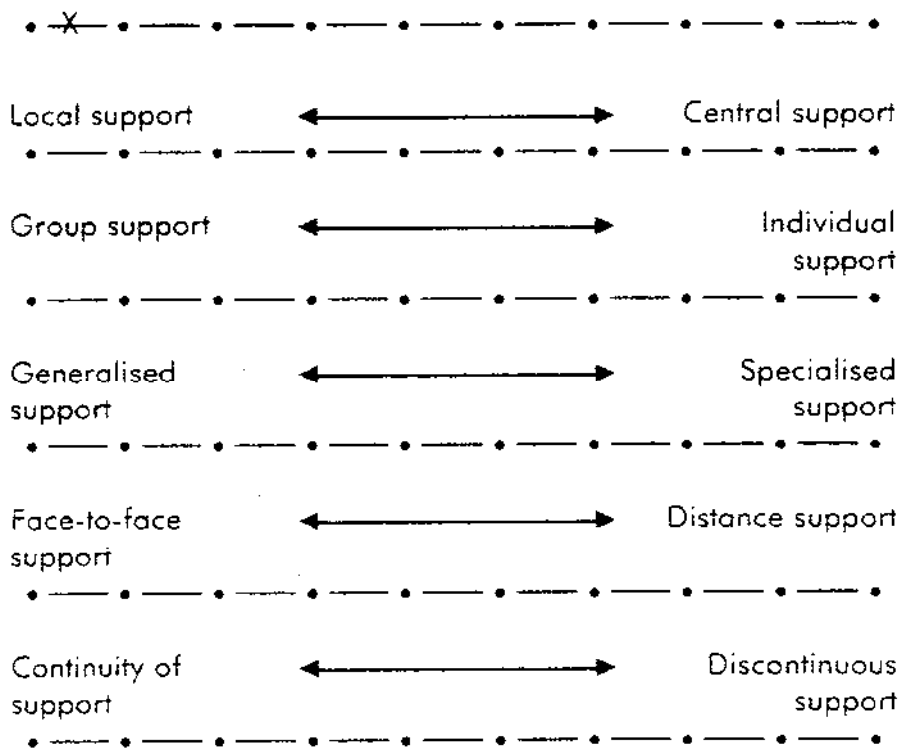 X
Local support Central support
Group support Individual
support
Generalised Specialised
support support
Face-to-face Distance support
support
Continuity of Discontinuous
support support